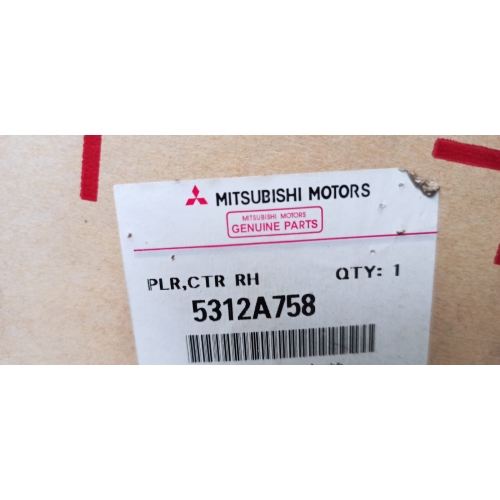 MITSUBISHI MOTORS
MITSUBISHI MOTORS
GENUINE PARTS
PLR,CTR RH QTY: 1
5312A758